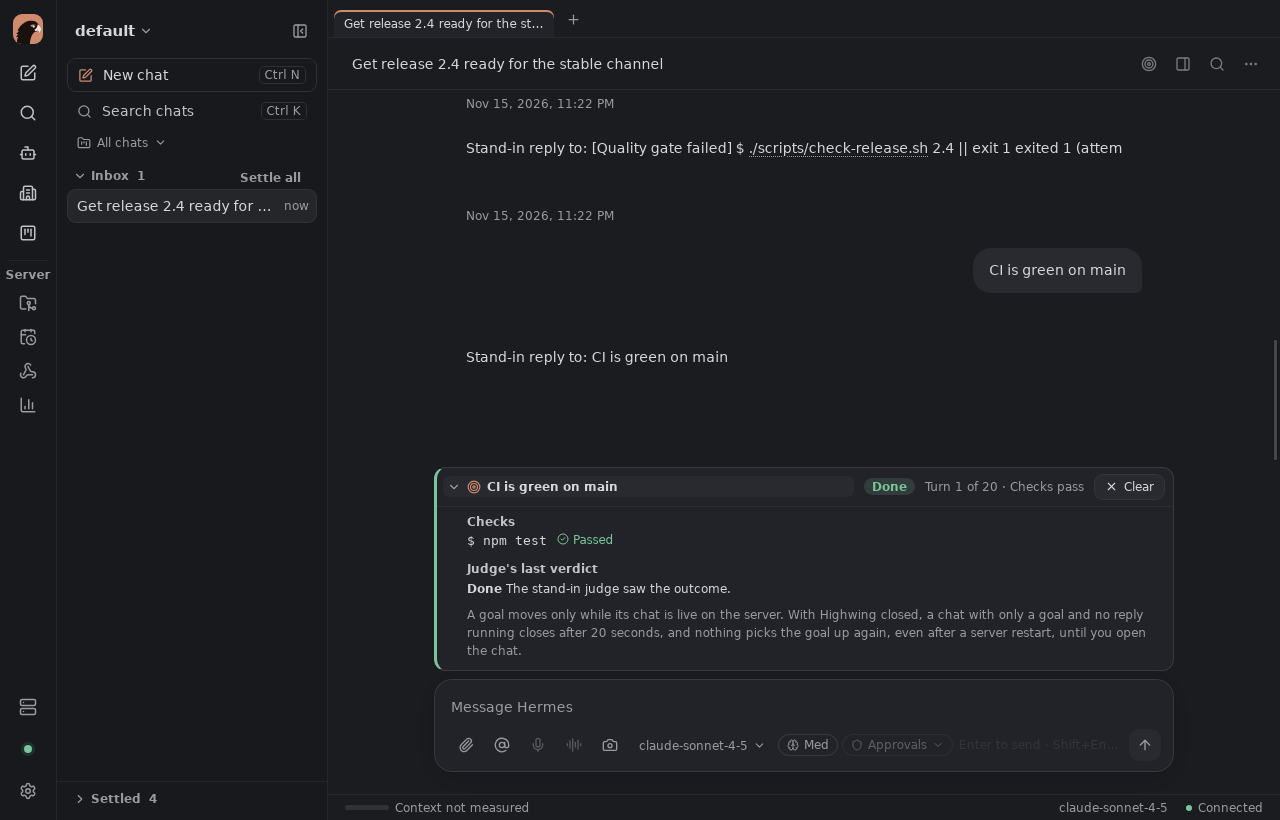 Get release 2.4 ready for the st…
default
New chat
Ctrl N
Search chats
Ctrl K
All chats
Inbox 1
Settle all
Get release 2.4 ready for …
now
Server
Settled 4
Get release 2.4 ready for the stable channel
Nov 15, 2026, 11:22 PM
Stand-in reply to: [Quality gate failed] $ ./scripts/check-release.sh 2.4 || exit 1 exited 1 (attem
Nov 15, 2026, 11:22 PM
CI is green on main
Stand-in reply to: CI is green on main
CI is green on main
Done
Turn 1 of 20 · Checks pass
Clear
Checks
$ npm test Passed
Judge's last verdict
Done The stand-in judge saw the outcome.
A goal moves only while its chat is live on the server. With Highwing closed, a chat with only a goal and no reply
running closes after 20 seconds, and nothing picks the goal up again, even after a server restart, until you open
the chat.
Message Hermes
claude-sonnet-4-5
Med
Approvals
Enter to send · Shift+En…
Context not measured
claude-sonnet-4-5
Connected